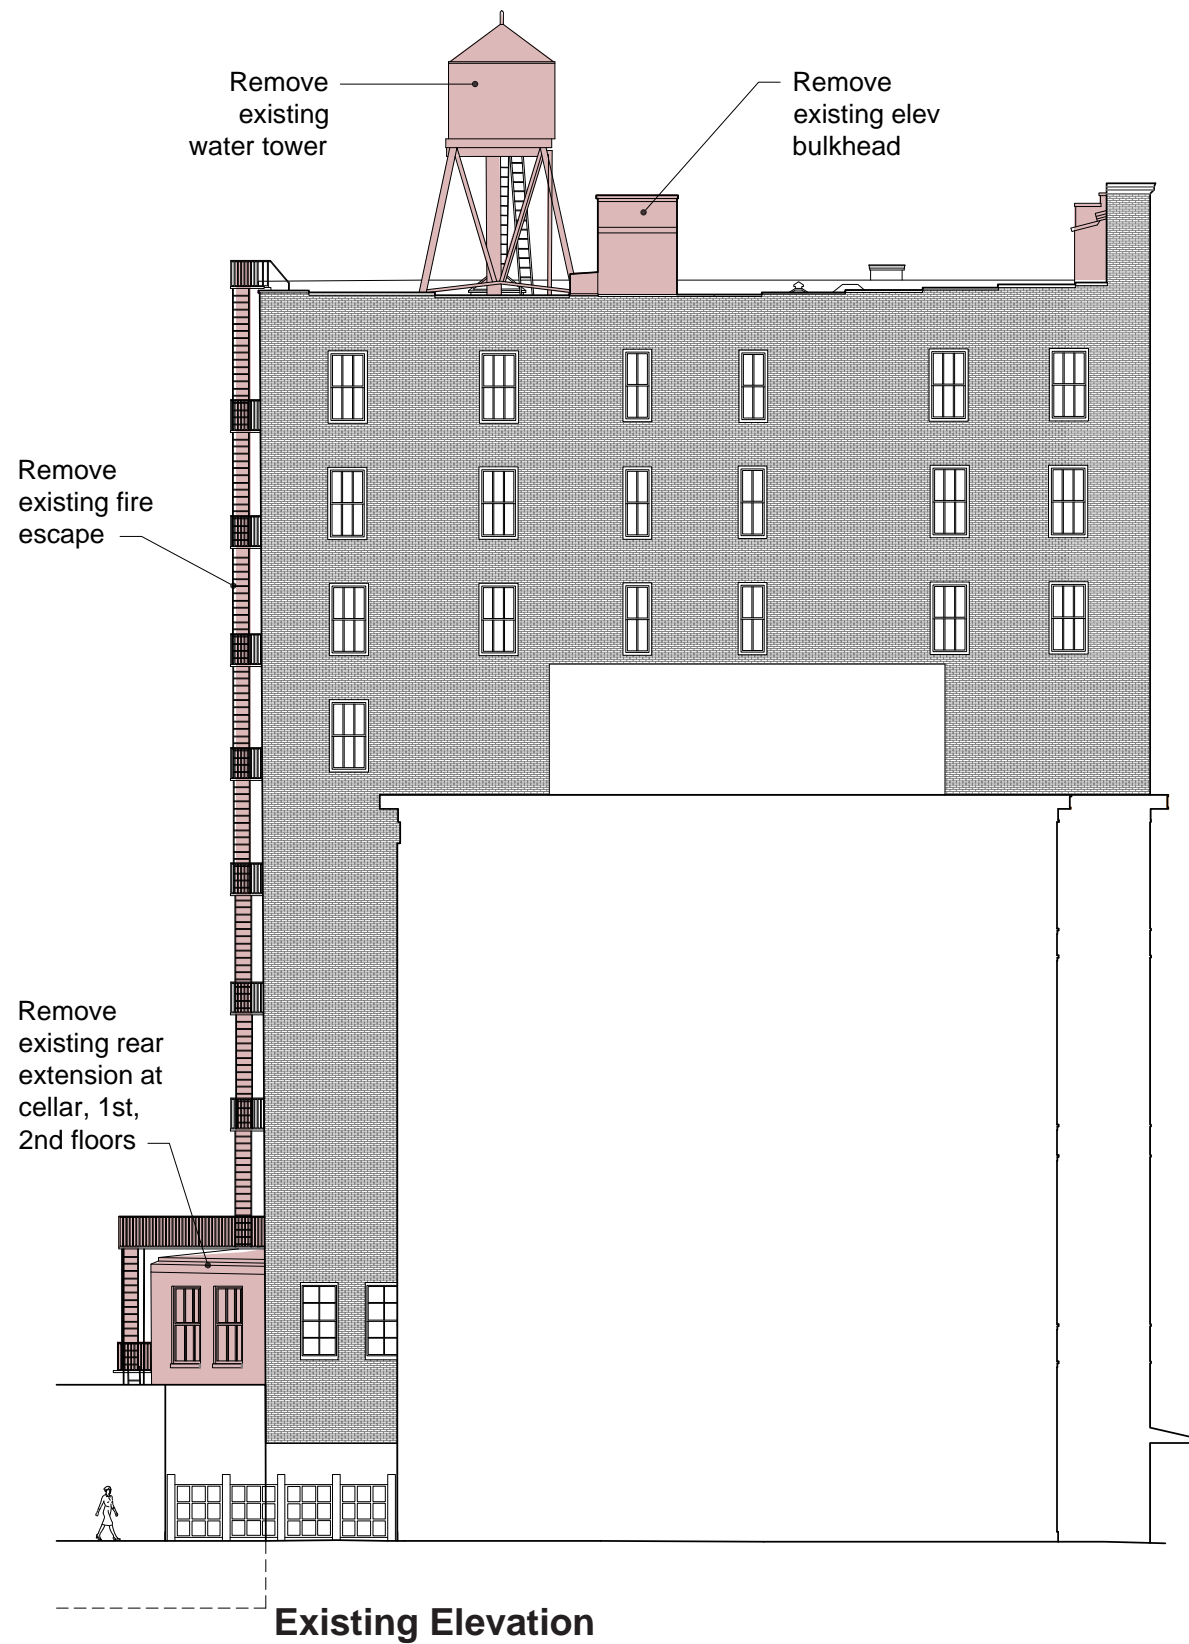 Remove
existing
water tower
Remove
existing elev
bulkhead
Remove
existing fire
escape
Remove
existing rear
extension at
cellar, 1st,
2nd floors
Existing Elevation